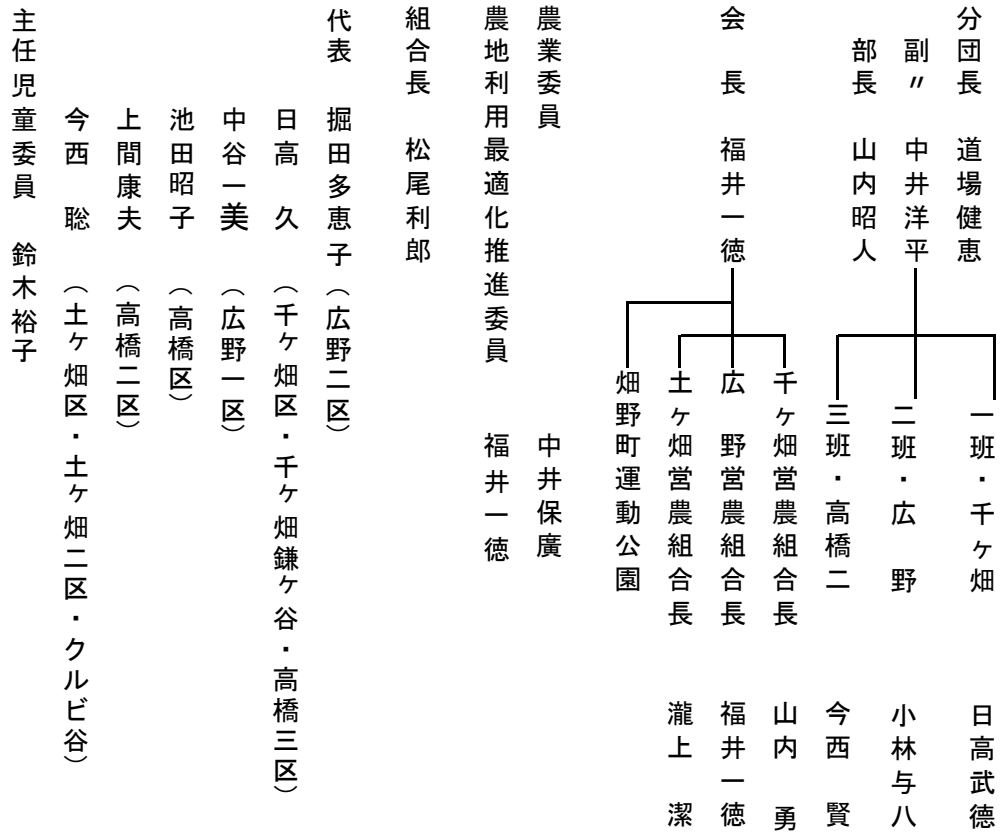 分団長 道場健恵
副〃 中井洋平
部長 山内昭人
一班・千ヶ畑 日高武德
二班・広 野 小林与八
三班・高橋二 今西 賢
会 長 福井一徳
千ヶ畑営農組合長 山内 勇
広 野営農組合長 福井一徳
土ヶ畑営農組合長 瀧上 潔
畑野町運動公園
農業委員 中井保廣
農地利用最適化推進委員 福井一徳
組合長 松尾利郎
代表 掘田多恵子（広野二区）
日高 久（千ヶ畑区・千ヶ畑鎌ヶ谷・高橋三区）
中谷一美（広野一区）
池田昭子（高橋区）
上間康夫（高橋二区）
今西 聡（土ヶ畑区・土ヶ畑二区・クルビ谷）
主任児童委員 鈴木裕子